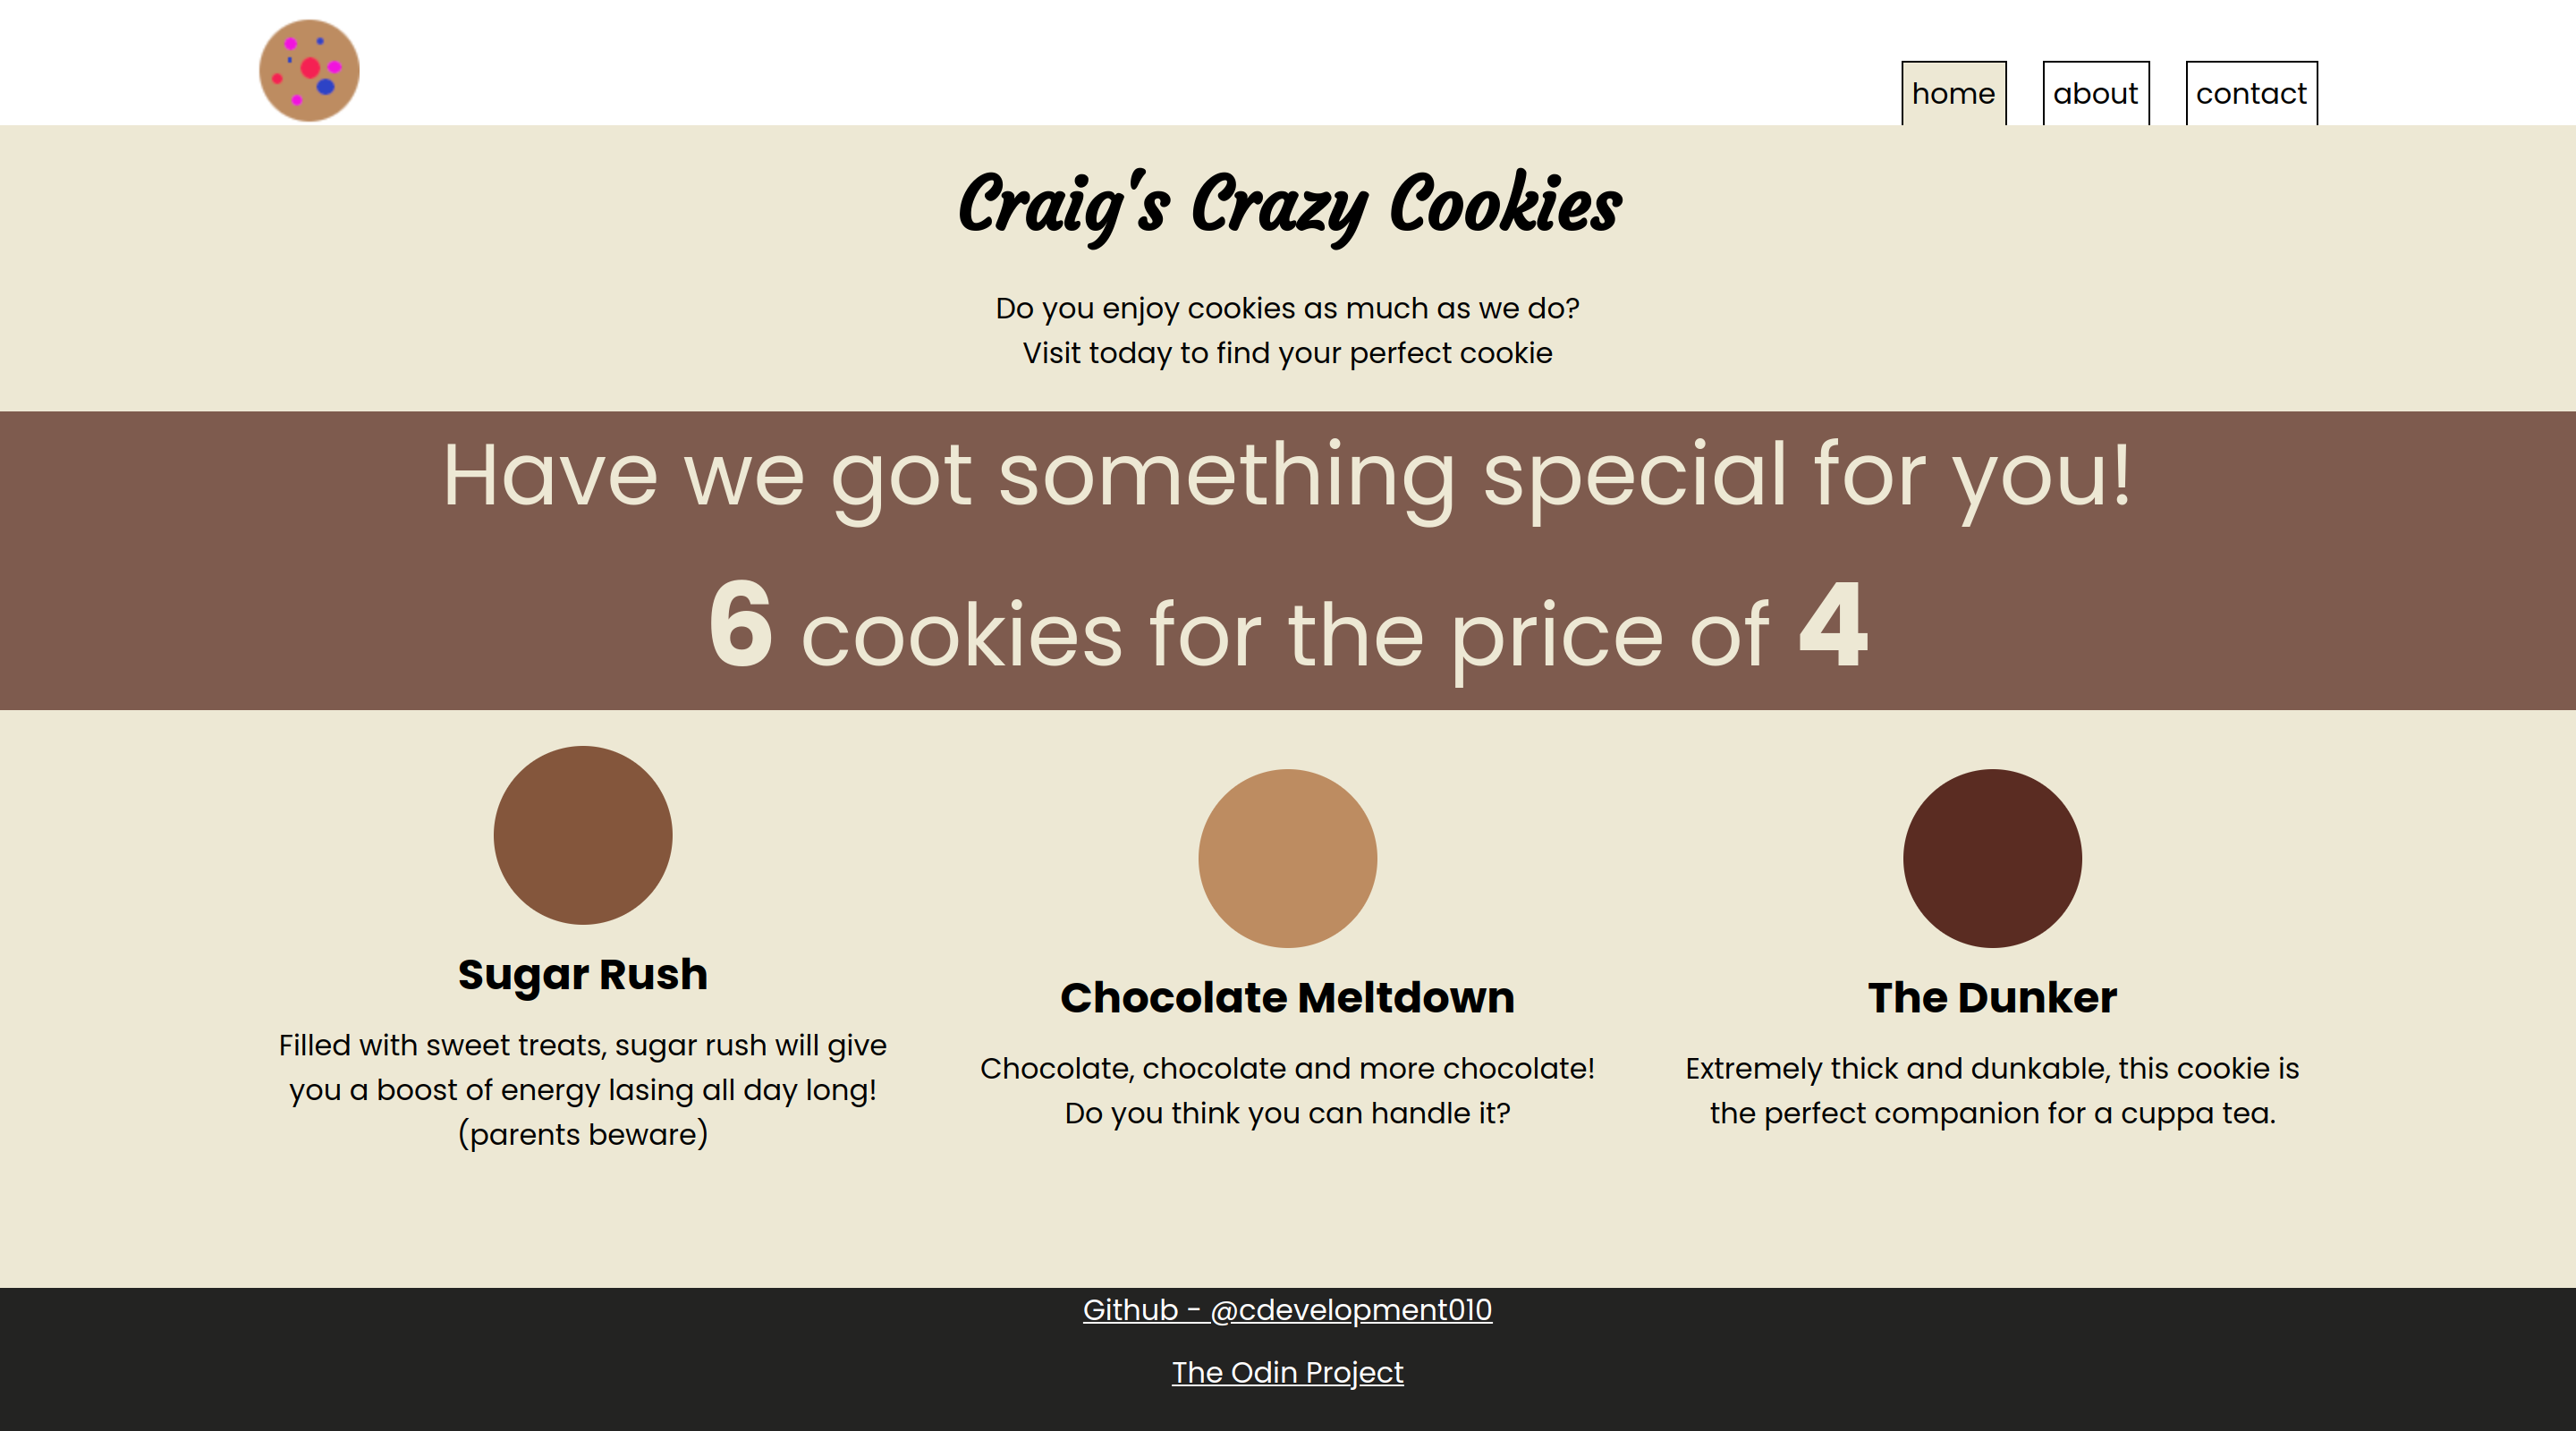 home
about
contact
Craig's Crazy Cookies
Do you enjoy cookies as much as we do?
Visit today to find your perfect cookie
Have we got something special for you!
6 cookies for the price of 4
Sugar Rush
Filled with sweet treats, sugar rush will give
you a boost of energy lasing all day long!
(parents beware)
Chocolate Meltdown
Chocolate, chocolate and more chocolate!
Do you think you can handle it?
The Dunker
Extremely thick and dunkable, this cookie is
the perfect companion for a cuppa tea.
Github - @cdevelopment010
The Odin Project